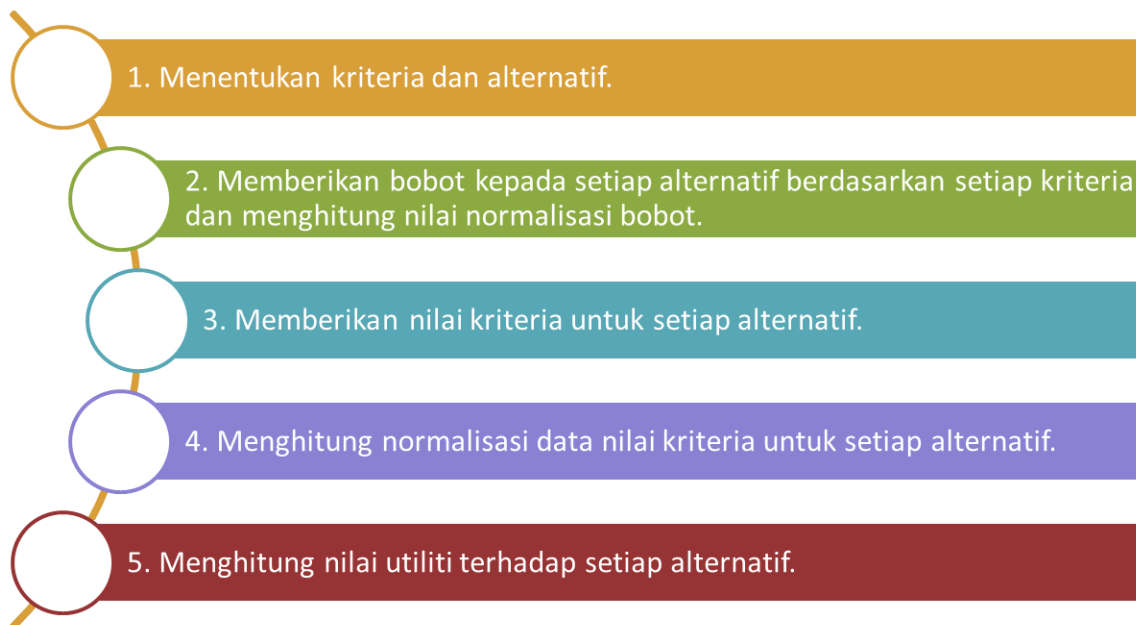 1. Menentukan kriteria dan alternatif.
2. Memberikan bobot kepada setiap alternatif berdasarkan setiap kriteria
dan menghitung nilai normalisasi bobot.
3. Memberikan nilai kriteria untuk setiap alternatif.
4. Menghitung normalisasi data nilai kriteria untuk setiap alternatif.
5. Menghitung nilai utiliti terhadap setiap alternatif.